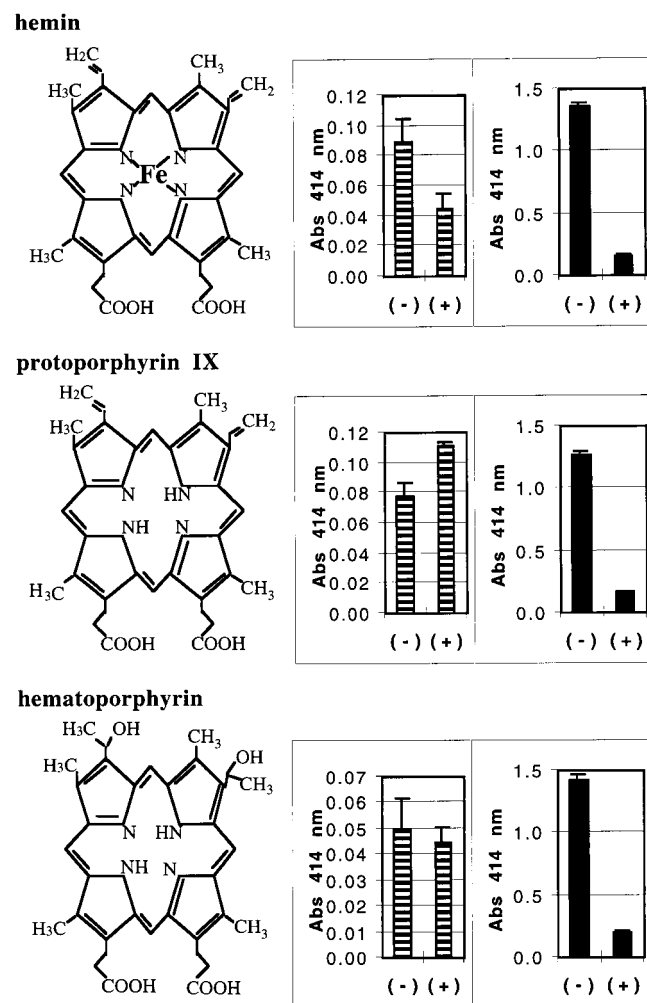 hemin
H2C
CH3
CH2
H3C
N N
Fe
N N
H3C
CH3
COOH COOH
Abs 414 nm
0.12
0.10
0.08
0.06
0.04
0.02
0.00
(-) (+)
Abs 414 nm
1.5
1.0
0.5
0.0
(-) (+)
protoporphyrin IX
H2C
CH3
CH2
H3C
N HN
NH N
H3C
CH3
COOH COOH
Abs 414 nm
0.12
0.10
0.08
0.06
0.04
0.02
0.00
(-) (+)
Abs 414 nm
1.5
1.0
0.5
0.0
(-) (+)
hematoporphyrin
H3C OH
CH3
OH
CH3
CH3
N HN
NH N
CH3
CH3
COOH COOH
Abs 414 nm
0.07
0.06
0.05
0.04
0.03
0.02
0.01
0.00
(-) (+)
Abs 414 nm
1.5
1.0
0.5
0.0
(-) (+)